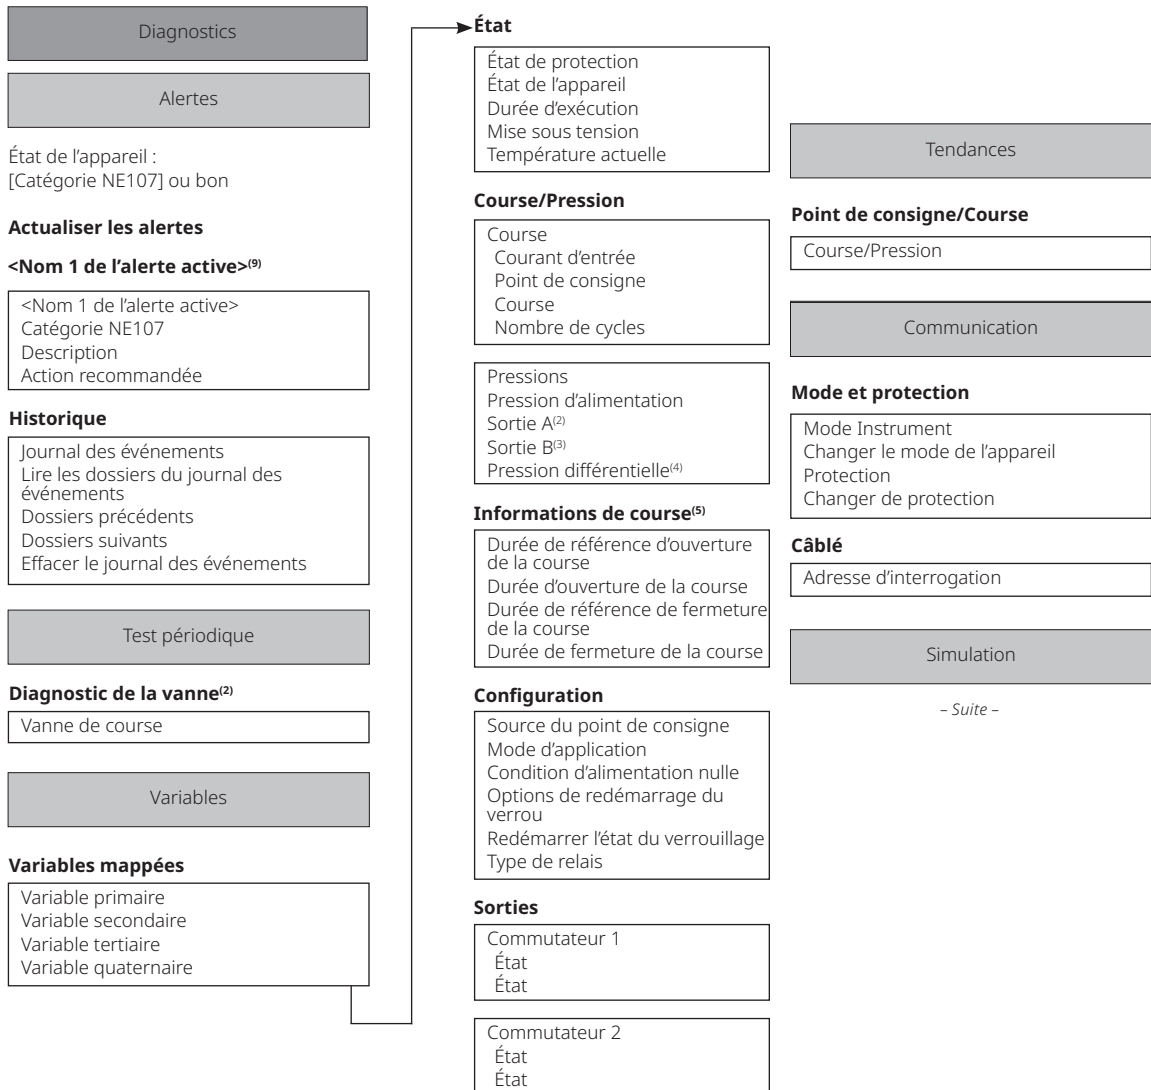 Diagnostics
Alertes
État de l’appareil :
[Catégorie NE107] ou bon
Actualiser les alertes
<Nom 1 de l’alerte active>(9)
<Nom 1 de l’alerte active>
Catégorie NE107
Description
Action recommandée
Historique
Journal des événements
Lire les dossiers du journal des
événements
Dossiers précédents
Dossiers suivants
Effacer le journal des événements
Test périodique
Diagnostic de la vanne(2)
Vanne de course
Variables
Variables mappées
Variable primaire
Variable secondaire
Variable tertiaire
Variable quaternaire
État
État de protection
État de l’appareil
Durée d’exécution
Mise sous tension
Température actuelle
Course/Pression
Course
Courant d’entrée
Point de consigne
Course
Nombre de cycles
Pressions
Pression d’alimentation
Sortie A(2)
Sortie B(3)
Pression différentielle(4)
Informations de course(5)
Durée de référence d’ouverture
de la course
Durée d’ouverture de la course
Durée de référence de fermeture
de la course
Durée de fermeture de la course
Configuration
Source du point de consigne
Mode d’application
Condition d’alimentation nulle
Options de redémarrage du
verrou
Redémarrer l’état du verrouillage
Type de relais
Sorties
Commutateur 1
État
État
Commutateur 2
État
État
Tendances
Point de consigne/Course
Course/Pression
Communication
Mode et protection
Mode Instrument
Changer le mode de l’appareil
Protection
Changer de protection
Câblé
Adresse d’interrogation
Simulation
– Suite –